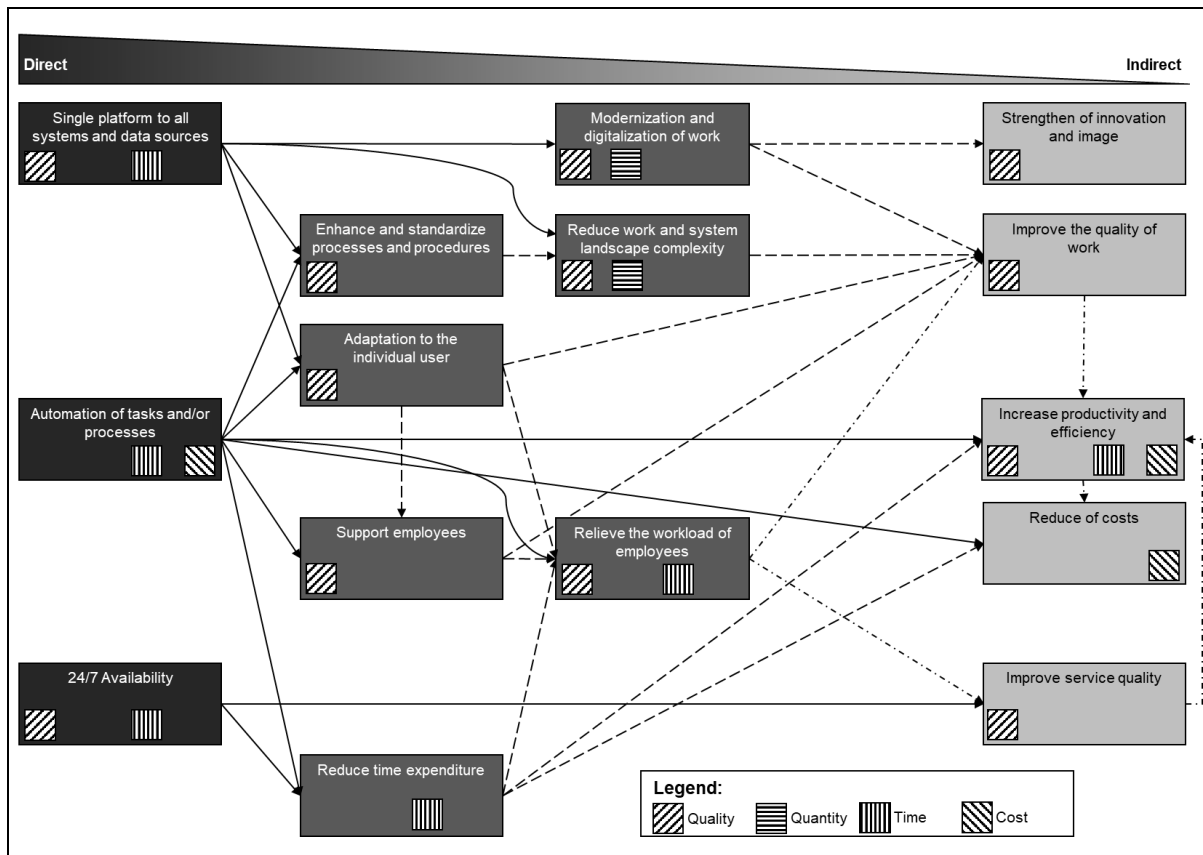 Direct
Indirect
Single platform to all
systems and data sources
Modernization and
digitalization of work
Strengthen of innovation
and image
Enhance and standardize
processes and procedures
Reduce work and system
landscape complexity
Improve the quality of
work
Adaptation to the
individual user
Automation of tasks and/or
processes
Increase productivity and
efficiency
Support employees
Relieve the workload of
employees
Reduce of costs
24/7 Availability
Improve service quality
Reduce time expenditure
Legend:
Quality
Quantity
Time
Cost